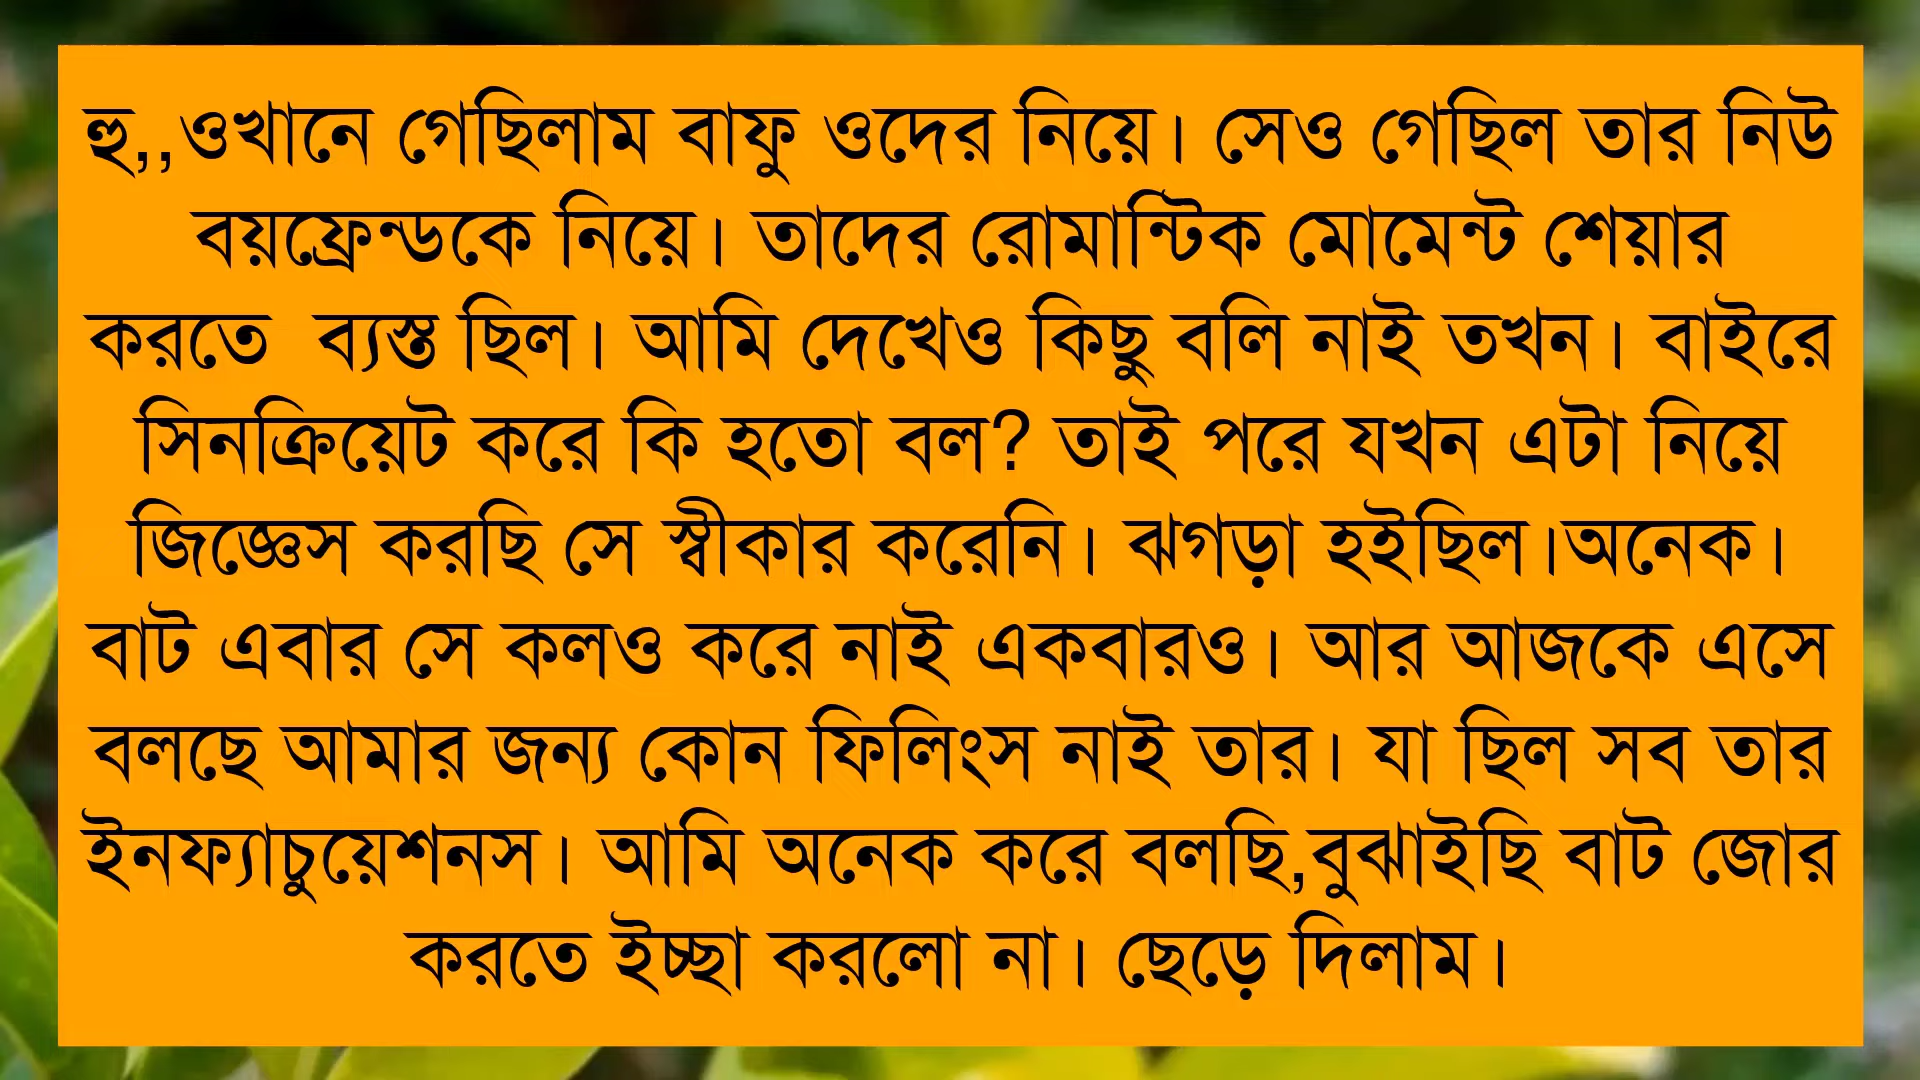 হু,,ওখানে গেছিলাম বাফু ওদের নিয়ে। সেও গেছিল তার নিউ
বয়ফ্রেন্ডকে নিয়ে। তাদের রোমান্টিক মোমেন্ট শেয়ার
করতে  ব্যস্ত ছিল। আমি দেখেও কিছু বলি নাই তখন। বাইরে
সিনক্রিয়েট করে কি হতো বল? তাই পরে যখন এটা নিয়ে
জিজ্ঞেস করছি সে স্বীকার করেনি। ঝগড়া হইছিল।অনেক।
বাট এবার সে কলও করে নাই একবারও। আর আজকে এসে
বলছে আমার জন্য কোন ফিলিংস নাই তার। যা ছিল সব তার
ইনফ্যাচুয়েশনস। আমি অনেক করে বলছি,বুঝাইছি বাট জোর
করতে ইচ্ছা করলো না। ছেড়ে দিলাম।